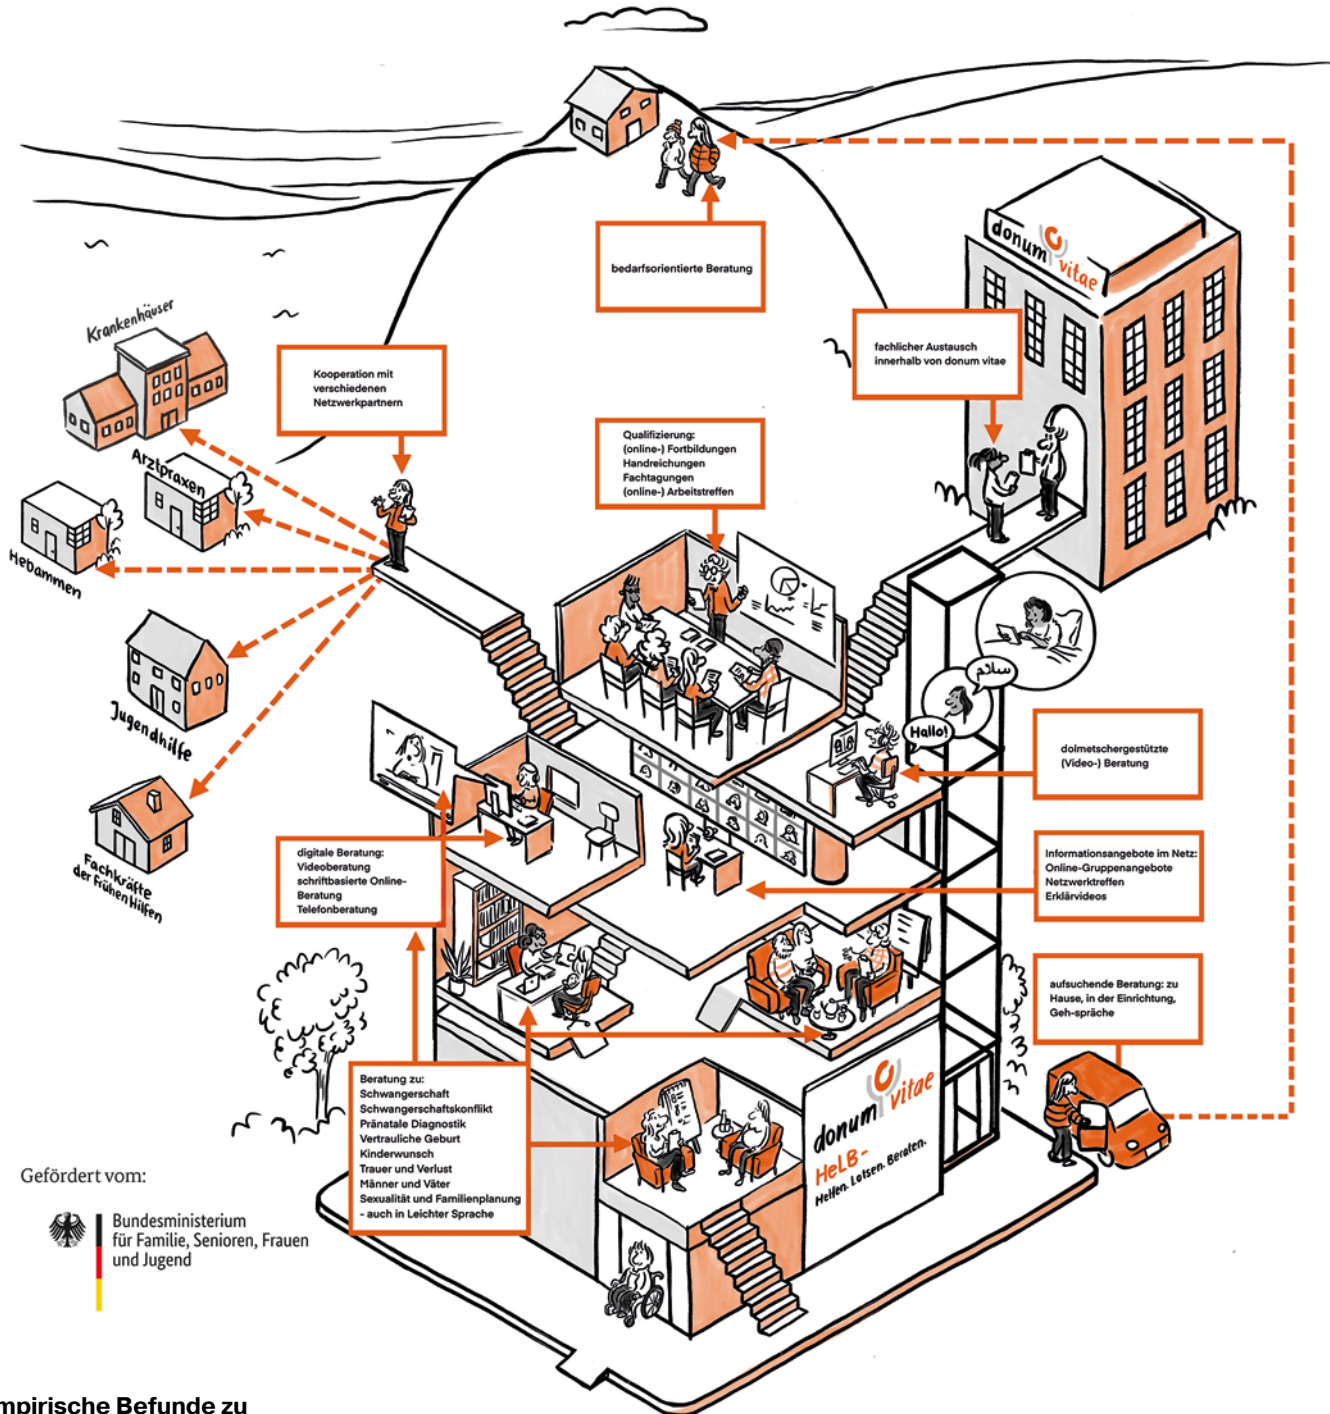 bedarfsorientierte Beratung
donum vitae
fachlicher Austausch
innerhalb von donum vitae
Krankenhäuser
Kooperation mit
verschiedenen
Netzwerkpartnern
Arztpraxen
Hebammen
Jugendhilfe
Fachkräfte
der Frühen Hilfen
Qualifizierung:
(online-) Fortbildungen
Handreichungen
Fachtagungen
(online-) Arbeitstreffen
سلام
Hallo!
dolmetschergestützte
(Video-) Beratung
digitale Beratung:
Videoberatung
schriftbasierte Online-
Beratung
Telefonberatung
Informationsangebote im Netz:
Online-Gruppenangebote
Netzwerktreffen
Erklärvideos
aufsuchende Beratung: zu
Hause, in der Einrichtung,
Geh-spräche
Beratung zu:
Schwangerschaft
Schwangerschaftskonflikt
Pränatale Diagnostik
Vertrauliche Geburt
Kinderwunsch
Trauer und Verlust
Männer und Väter
Sexualität und Familienplanung
- auch in Leichter Sprache
donum vitae
HeLB -
Helfen. Lotsen. Beraten.
Gefördert vom:
Bundesministerium
für Familie, Senioren, Frauen
und Jugend
mpirische Befunde zu